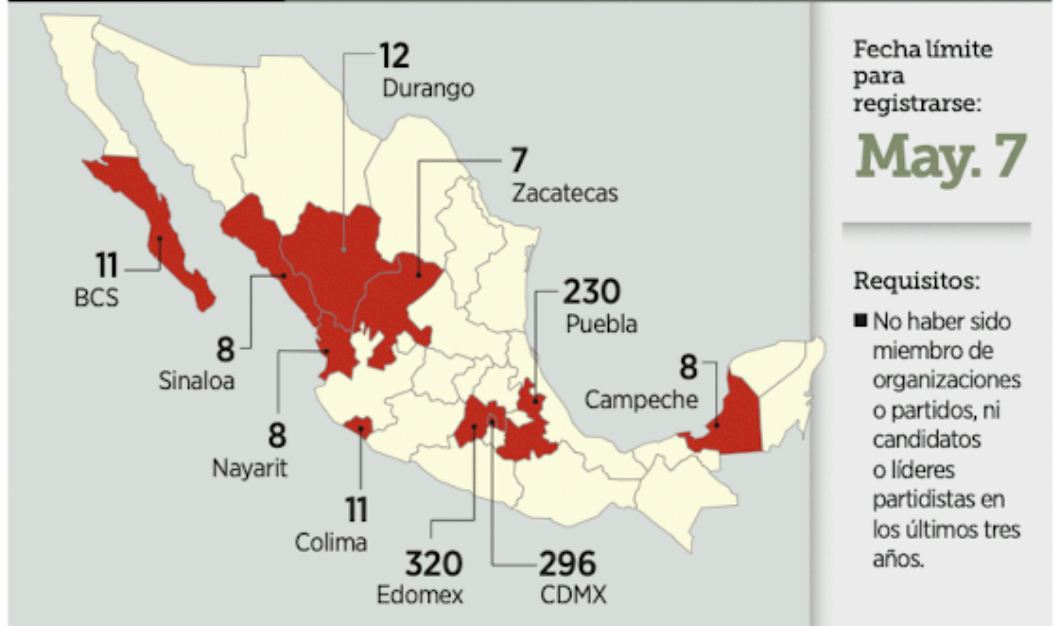 12
Durango
7
Zacatecas
11
BCS
230
Puebla
8
Sinaloa
8
Campeche
8
Nayarit
11
Colima
320
Edomex
296
CDMX
Fecha límite
para
registrarse:
May. 7
Requisitos:
■ No haber sido
miembro de
organizaciones
o partidos, ni
candidatos
o líderes
partidistas en
los últimos tres
años.